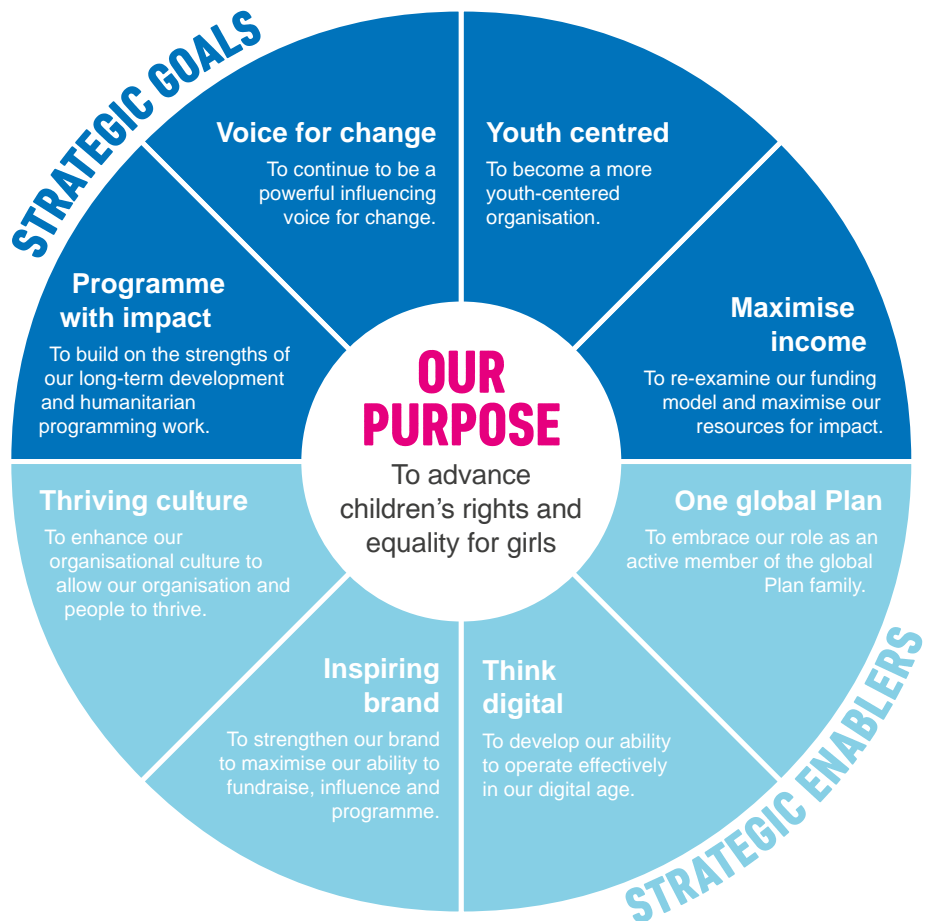 STRATEGIC GOALS
Voice for change
To continue to be a
powerful influencing
voice for change.
Youth centred
To become a more
youth-centered
organisation.
Programme
with impact
To build on the strengths of
our long-term development
and humanitarian
programming work.
Maximise
income
To re-examine our funding
model and maximise our
resources for impact.
OUR
PURPOSE
To advance
children's rights and
equality for girls
Thriving culture
To enhance our
organisational culture to
allow our organisation and
people to thrive.
One global Plan
To embrace our role as an
active member of the global
Plan family.
Inspiring
brand
To strengthen our brand
to maximise our ability to
fundraise, influence and
programme.
Think
digital
To develop our ability
to operate effectively
in our digital age.
STRATEGIC ENABLERS